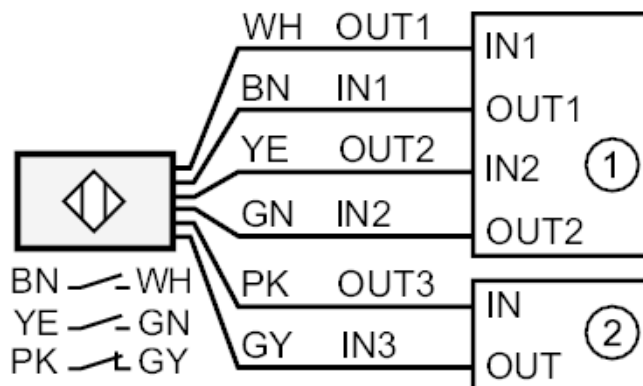 WH OUT1 IN1
BN IN1 OUT1
YE OUT2 IN2
1
GN IN2 OUT2
BN WH
PK OUT3 IN
YE GN
2
GY IN3 OUT
PK GY